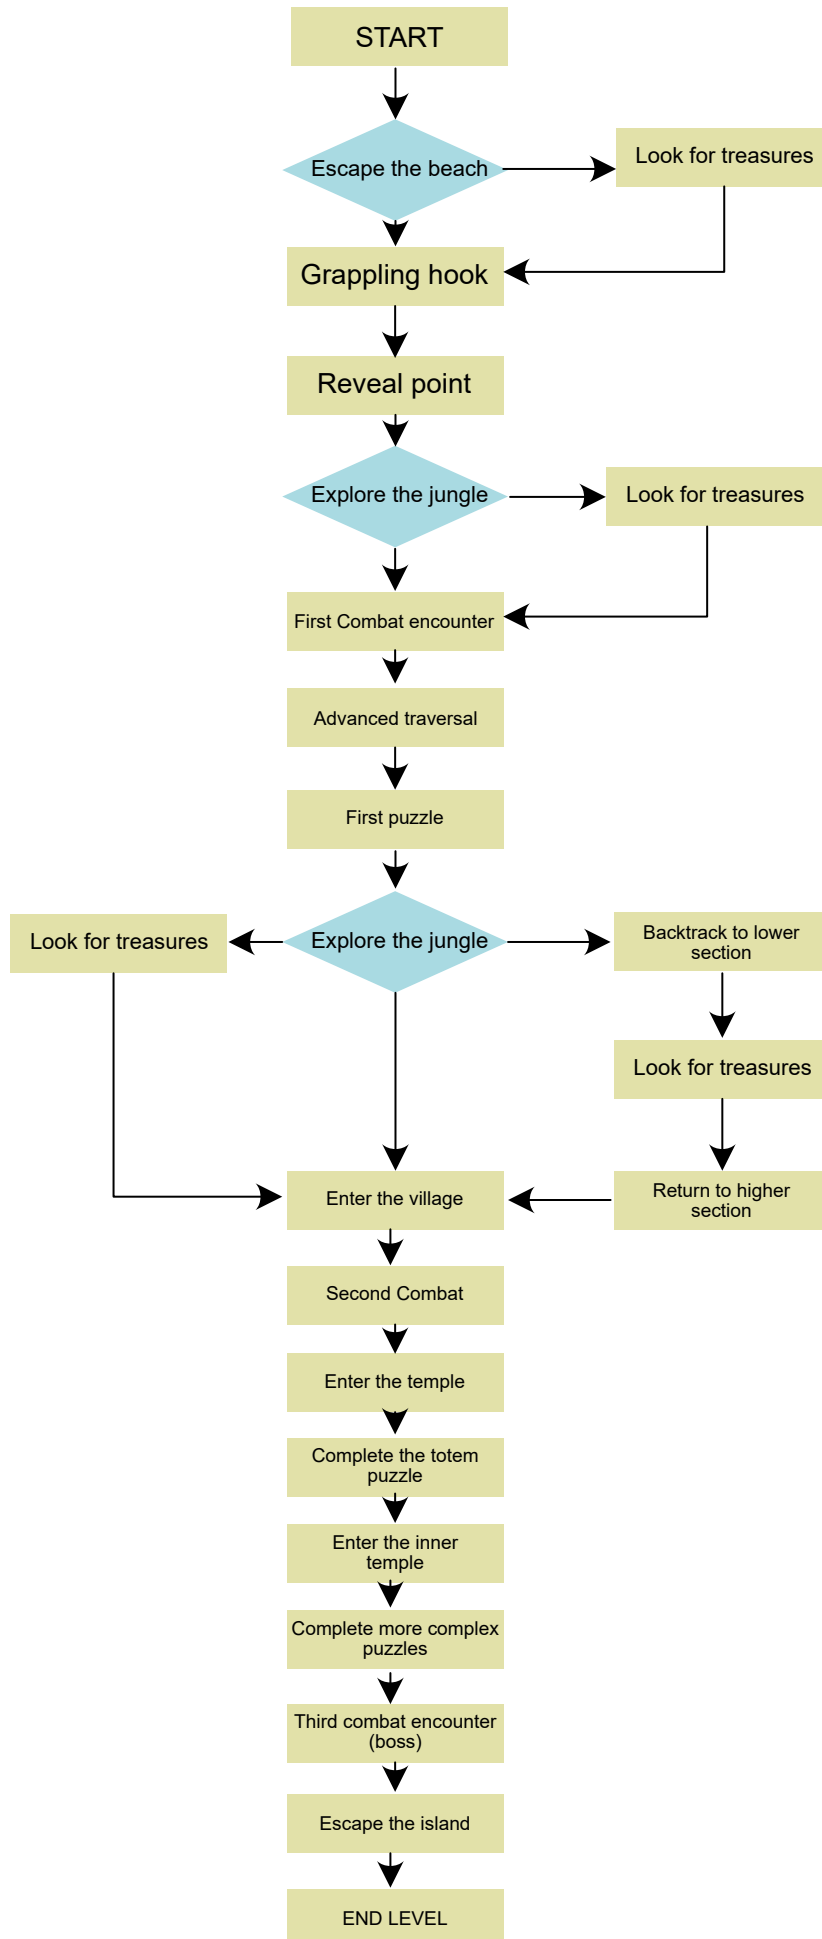 START
Escape the beach
Look for treasures
Grappling hook
Reveal point
Explore the jungle
Look for treasures
First Combat encounter
Advanced traversal
First puzzle
Look for treasures
Explore the jungle
Backtrack to lower
section
Look for treasures
Enter the village
Return to higher
section
Second Combat
Enter the temple
Complete the totem
puzzle
Enter the inner
temple
Complete more complex
puzzles
Third combat encounter
(boss)
Escape the island
END LEVEL